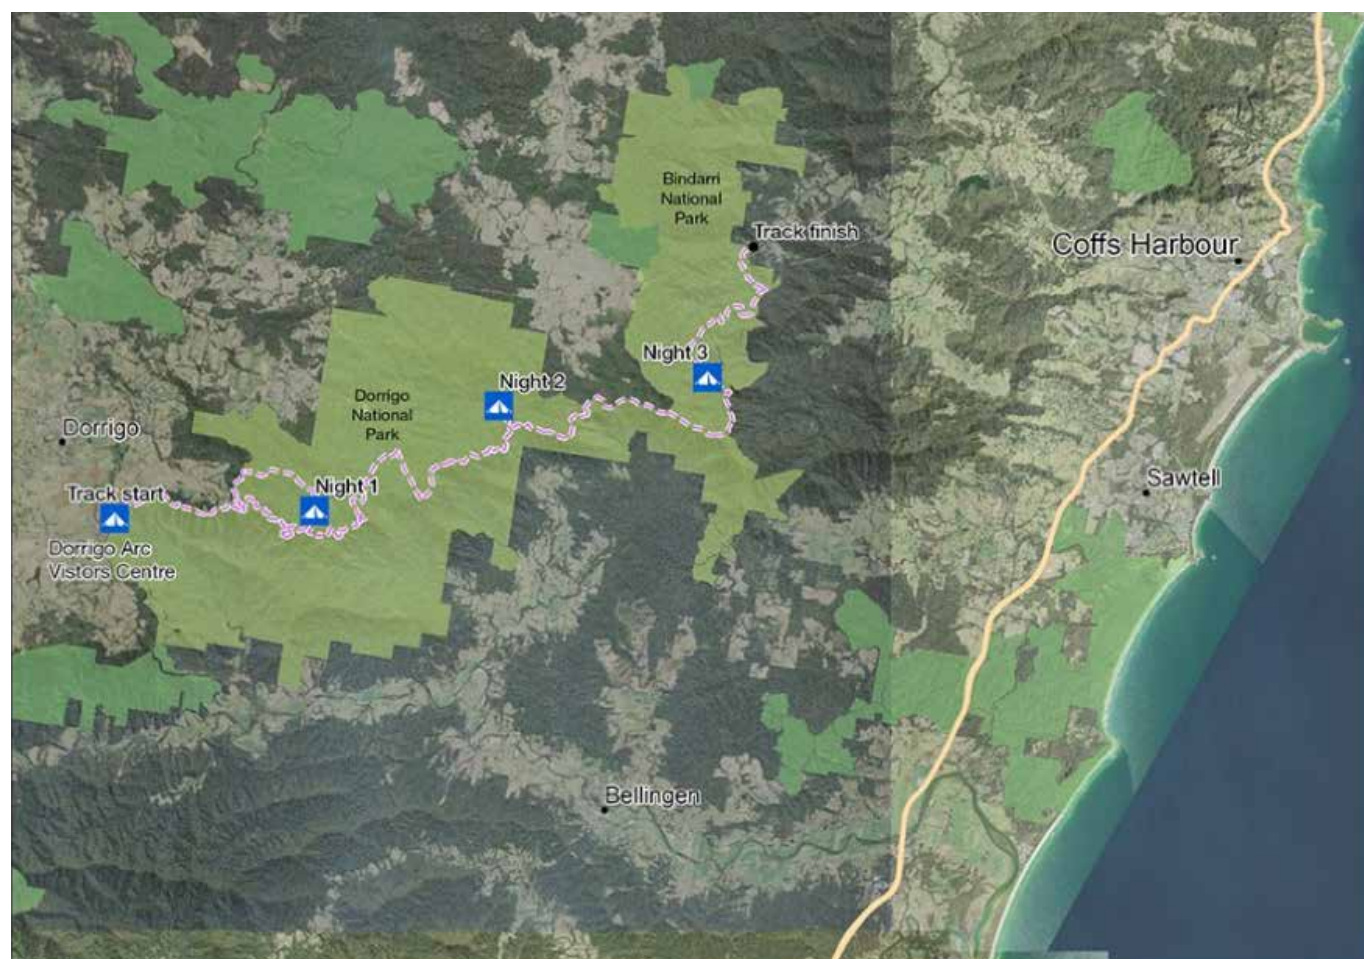 Bindarri
National
Park
Track finish
Coffs Harbour
Night 3
Night 2
Dorrigo
National
Park
Dorrigo
Sawtell
Night 1
Track start
Dorrigo Arc
Vistors Centre
Bellingen